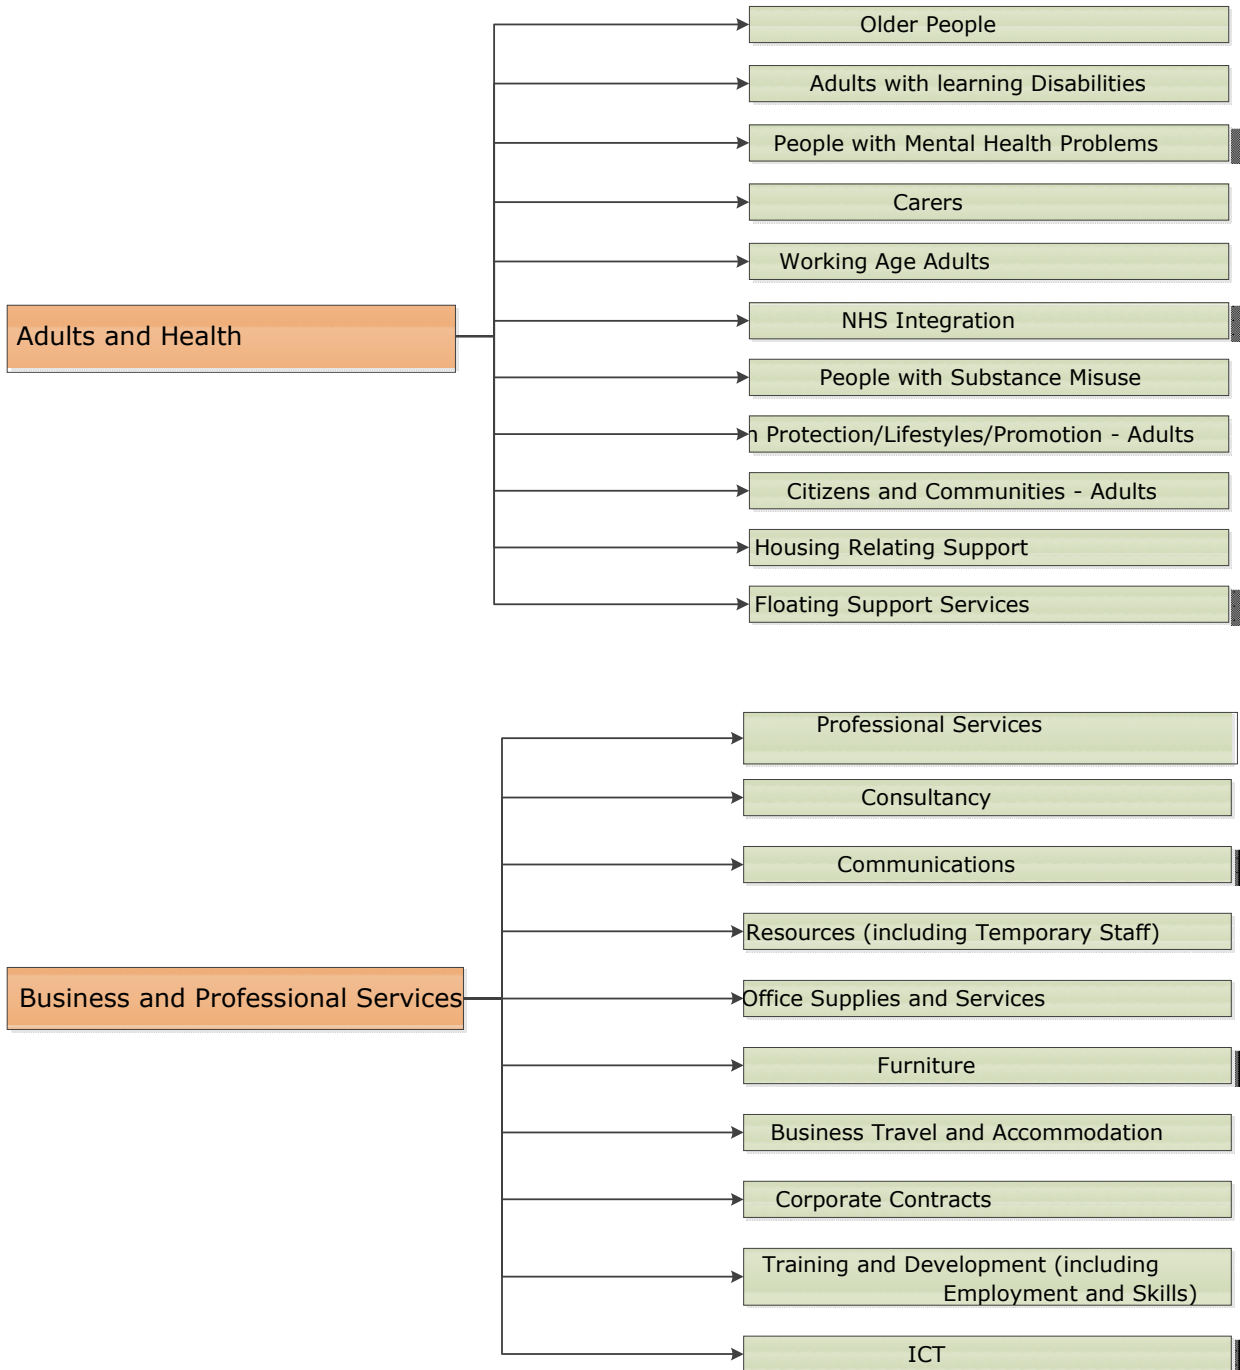 Older People
Adults with learning Disabilities
People with Mental Health Problems
Carers
Working Age Adults
Adults and Health
NHS Integration
People with Substance Misuse
Protection/Lifestyles/Promotion - Adults
Citizens and Communities - Adults
Housing Relating Support
Floating Support Services
Professional Services
Consultancy
Communications
Resources (including Temporary Staff)
Business and Professional Services
Office Supplies and Services
Furniture
Business Travel and Accommodation
Corporate Contracts
Training and Development (including
Employment and Skills)
ICT